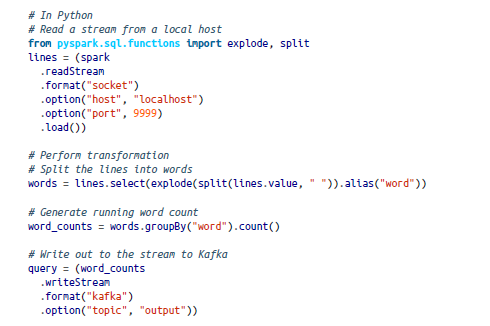 # In Python
# Read a stream from a local host
from pyspark.sql.functions import explode, split
lines = (spark
  .readStream
  .format("socket")
  .option("host", "localhost")
  .option("port", 9999)
  .load())

# Perform transformation
# Split the lines into words
words = lines.select(explode(split(lines.value, " ")).alias("word"))

# Generate running word count
word_counts = words.groupBy("word").count()

# Write out to the stream to Kafka
query = (word_counts
  .writeStream
  .format("kafka")
  .option("topic", "output"))